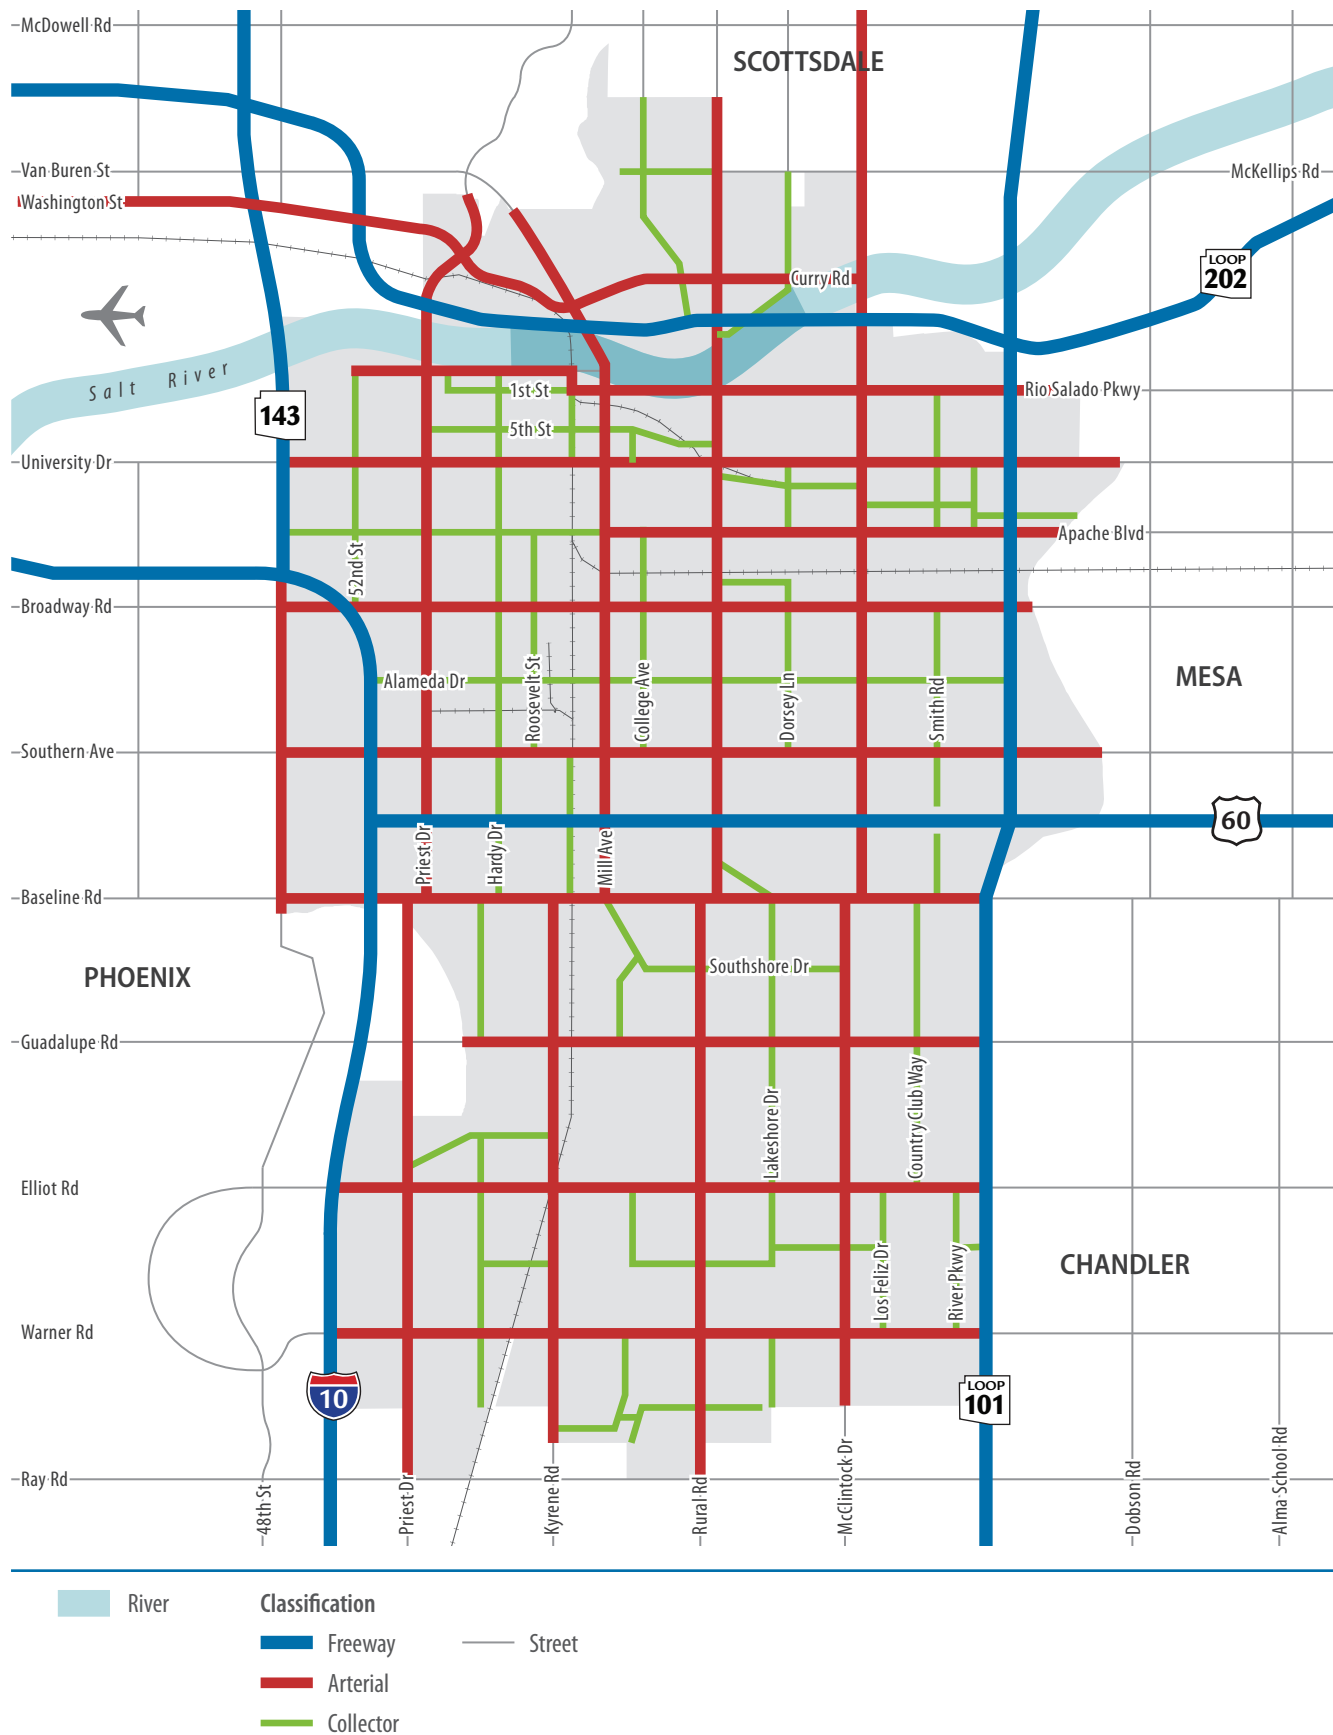 McDowell Rd
SCOTTSDALE
Van Buren St
McKellips Rd
Washington St
LOOP
202
Curry Rd
Salt River
143
1st St
Rio Salado Pkwy
5th St
University Dr
Apache Blvd
52nd St
Broadway Rd
Alameda Dr
Roosevelt St
College Ave
Dorsey Ln
Smith Rd
MESA
Southern Ave
60
Priest Dr
Hardy Dr
Mill Ave
Baseline Rd
PHOENIX
Southshore Dr
Guadalupe Rd
Lakeshore Dr
Country Club Way
Elliot Rd
Los Feliz Dr
River Pkwy
CHANDLER
Warner Rd
10
LOOP
101
Ray Rd
48th St
Priest Dr
Kyrene Rd
Rural Rd
McClintock Dr
Dobson Rd
Alma School Rd
River
Classification
Freeway
Street
Arterial
Collector